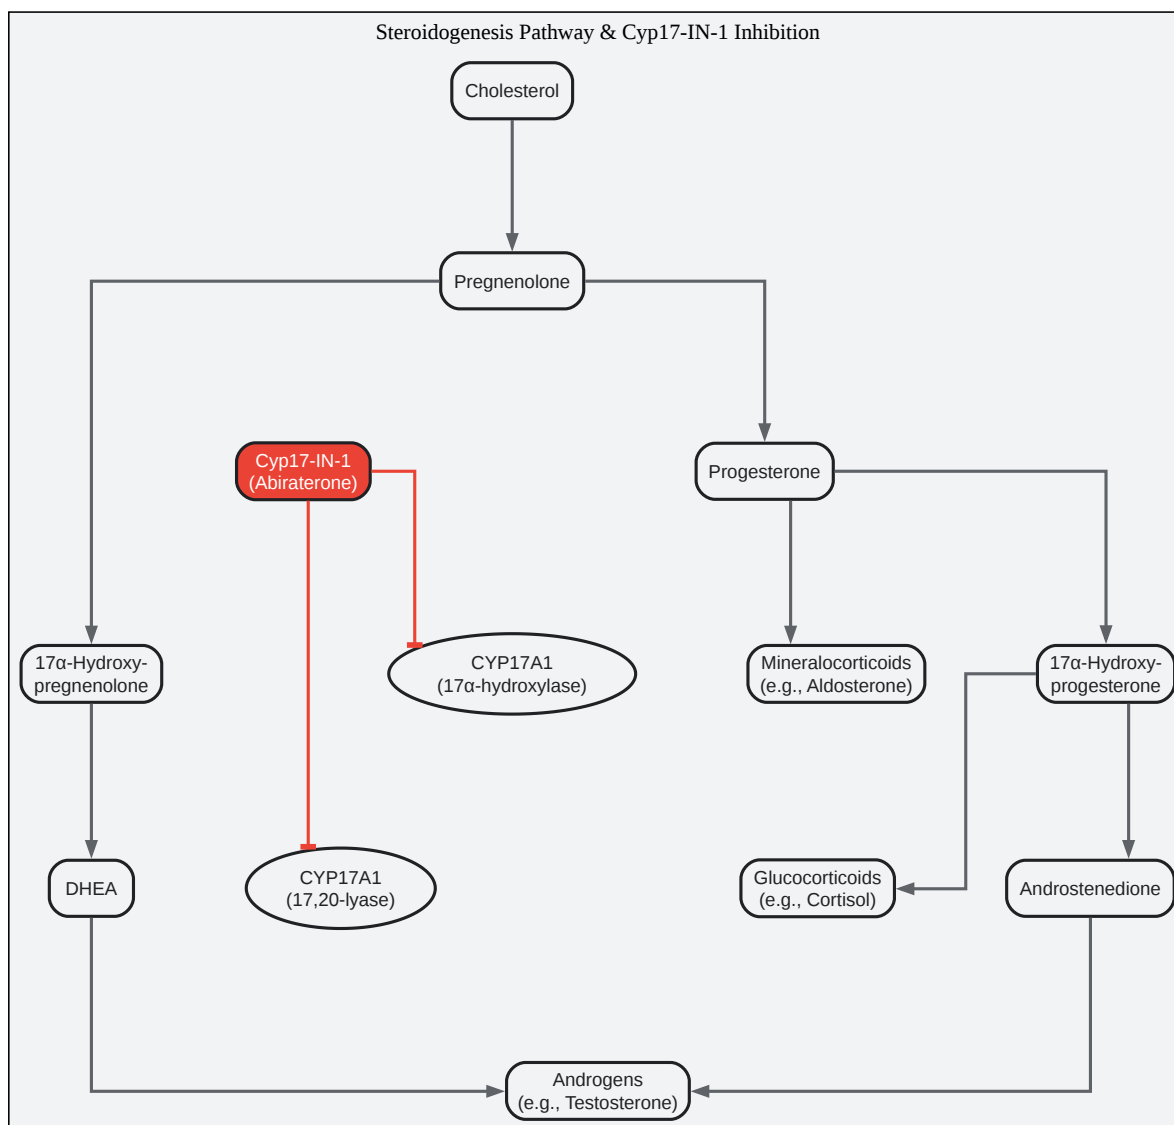 Steroidogenesis Pathway & Cyp17-IN-1 Inhibition
Cholesterol
Pregnenolone
Cyp17-IN-1
(Abiraterone)
Progesterone
17α-Hydroxy-
pregnenolone
CYP17A1
(17α-hydroxylase)
Mineralocorticoids
(e.g., Aldosterone)
17α-Hydroxy-
progesterone
DHEA
CYP17A1
(17,20-lyase)
Glucocorticoids
(e.g., Cortisol)
Androstenedione
Androgens
(e.g., Testosterone)